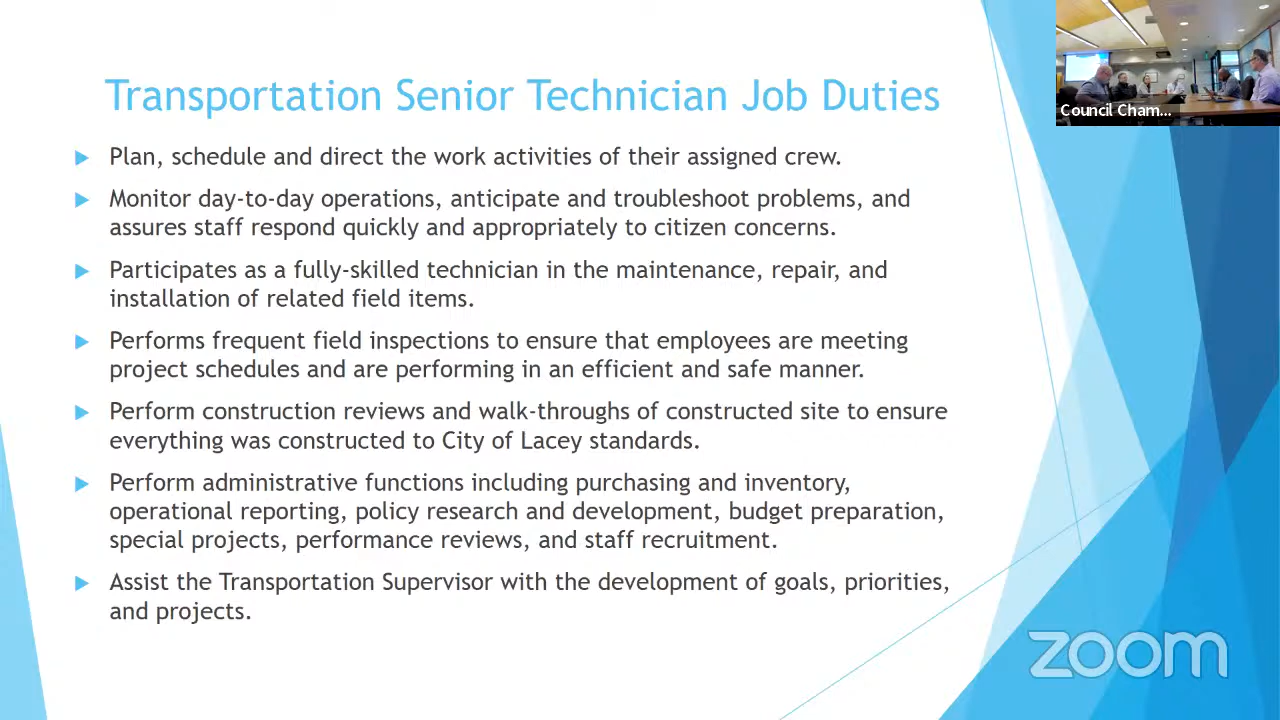 Transportation Senior Technician Job Duties
Council Cham...
Plan, schedule and direct the work activities of their assigned crew.
Monitor day-to-day operations, anticipate and troubleshoot problems, and
assures staff respond quickly and appropriately to citizen concerns.
Participates as a fully-skilled technician in the maintenance, repair, and
installation of related field items.
Performs frequent field inspections to ensure that employees are meeting
project schedules and are performing in an efficient and safe manner.
Perform construction reviews and walk-throughs of constructed site to ensure
everything was constructed to City of Lacey standards.
Perform administrative functions including purchasing and inventory,
operational reporting, policy research and development, budget preparation,
special projects, performance reviews, and staff recruitment.
Assist the Transportation Supervisor with the development of goals, priorities,
and projects.
zoom